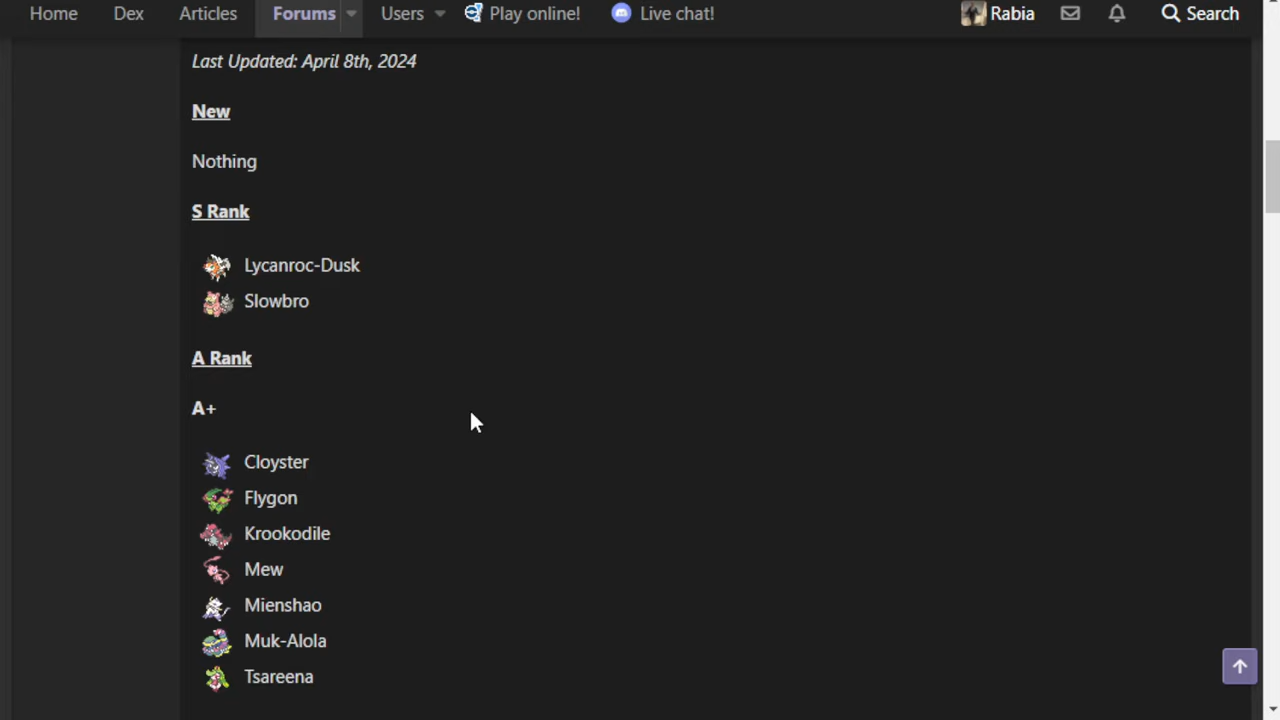 Home Dex Articles Forums Users Play online! Live chat! Rabia Search
Last Updated: April 8th, 2024
New
Nothing
S Rank
Lycanroc-Dusk
Slowbro
A Rank
A+
Cloyster
Flygon
Krookodile
Mew
Mienshao
Muk-Alola
Tsareena